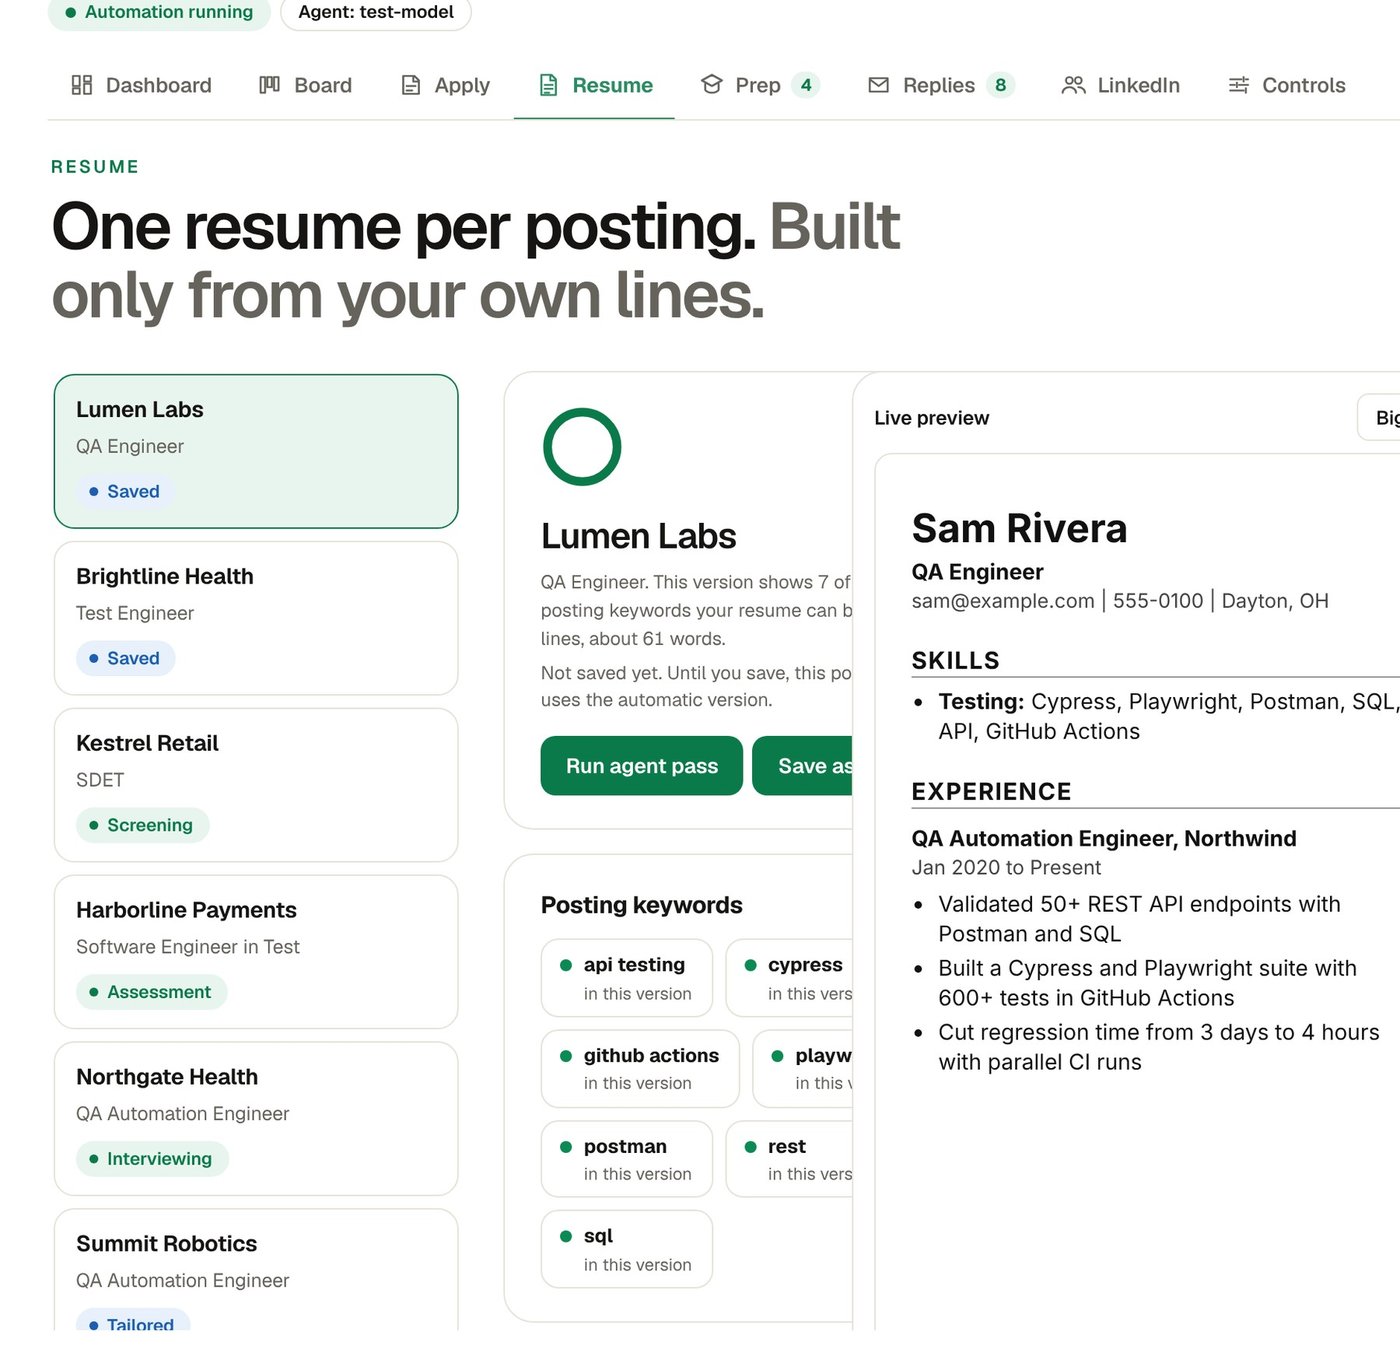 Automation running
Agent: test-model
Dashboard
Board
Apply
Resume
Prep 4
Replies 8
LinkedIn
Controls
RESUME
One resume per posting. Built
only from your own lines.
Lumen Labs
QA Engineer
Saved
Brightline Health
Test Engineer
Saved
Kestrel Retail
SDET
Screening
Harborline Payments
Software Engineer in Test
Assessment
Northgate Health
QA Automation Engineer
Interviewing
Summit Robotics
QA Automation Engineer
Tailored
Lumen Labs
QA Engineer. This version shows 7 of
posting keywords your resume can
lines, about 61 words.
Not saved yet. Until you save, this
uses the automatic version.
Run agent pass
Save as
Posting keywords
api testing
in this version
cypress
in this
github actions
in this version
in this
postman
in this version
rest
in this
sql
in this version
Live preview
Sam Rivera
QA Engineer
sam@example.com | 555-0100 | Dayton, OH
SKILLS
• Testing: Cypress, Playwright, Postman, SQL,
API, GitHub Actions
EXPERIENCE
QA Automation Engineer, Northwind
Jan 2020 to Present
• Validated 50+ REST API endpoints with
Postman and SQL
• Built a Cypress and Playwright suite with
600+ tests in GitHub Actions
• Cut regression time from 3 days to 4 hours
with parallel CI runs